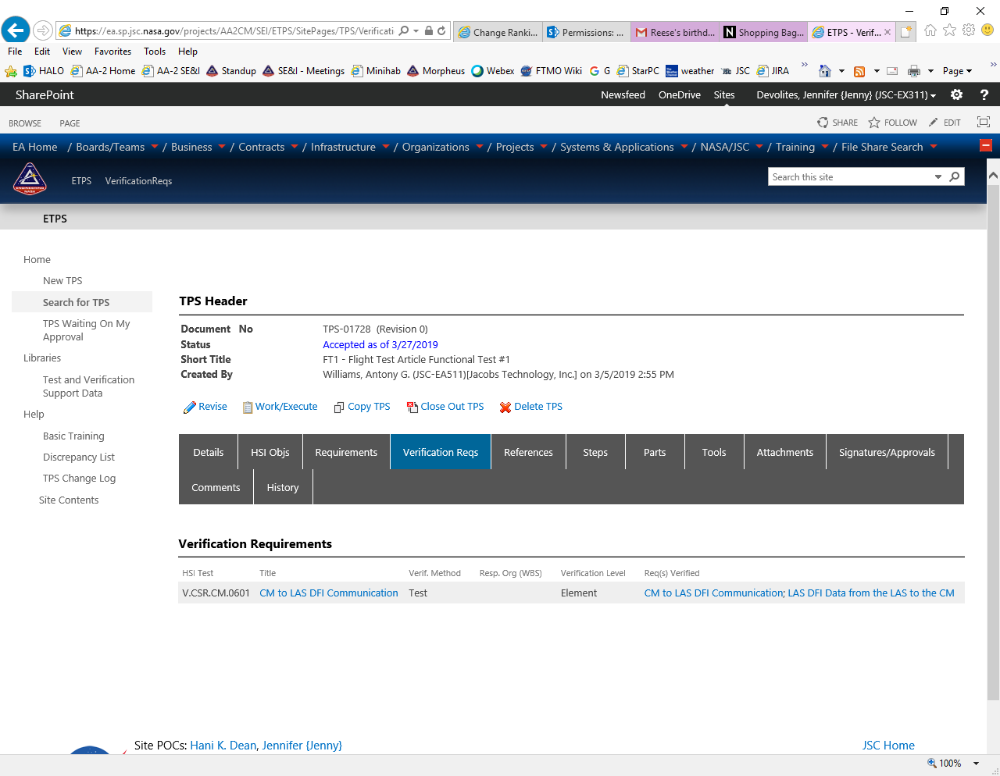 https://ea.sp.jsc.nasa.gov/projects/AA2CM/SEI/ETPS/SitePages/TPS/Verificati
Change Ranki...
Permissions: ...
Reese's birthd...
Shopping Bag...
ETPS - Verif...
File Edit View Favorites Tools Help
HALO AA-2 Home AA-2 SE&I Standup SE&I - Meetings Minihab Morpheus Webex FTMO Wiki G StarPC weather JSC JIRA Page
SharePoint
Newsfeed OneDrive Sites Devolites, Jennifer {Jenny} (JSC-EX311)
BROWSE PAGE
SHARE FOLLOW EDIT
EA Home / Boards/Teams / Business / Contracts / Infrastructure / Organizations / Projects / Systems & Applications / NASA/JSC / Training / File Share Search
ETPS VerificationReqs
Search this site
ETPS
Home
New TPS
Search for TPS
TPS Waiting On My
Approval
Libraries
Test and Verification
Support Data
Help
Basic Training
Discrepancy List
TPS Change Log
Site Contents
TPS Header
Document No TPS-01728 (Revision 0)
Status Accepted as of 3/27/2019
Short Title FT1 - Flight Test Article Functional Test #1
Created By Williams, Antony G. (JSC-EA511)[Jacobs Technology, Inc.] on 3/5/2019 2:55 PM
Revise Work/Execute Copy TPS Close Out TPS Delete TPS
Details HSI Objs Requirements Verification Reqs References Steps Parts Tools Attachments Signatures/Approvals
Comments History
Verification Requirements
HSI Test Title Verif. Method Resp. Org (WBS) Verification Level Req(s) Verified
V.CSR.CM.0601 CM to LAS DFI Communication Test Element CM to LAS DFI Communication; LAS DFI Data from the LAS to the CM
Site POCs: Hani K. Dean, Jennifer {Jenny}
JSC Home
100%